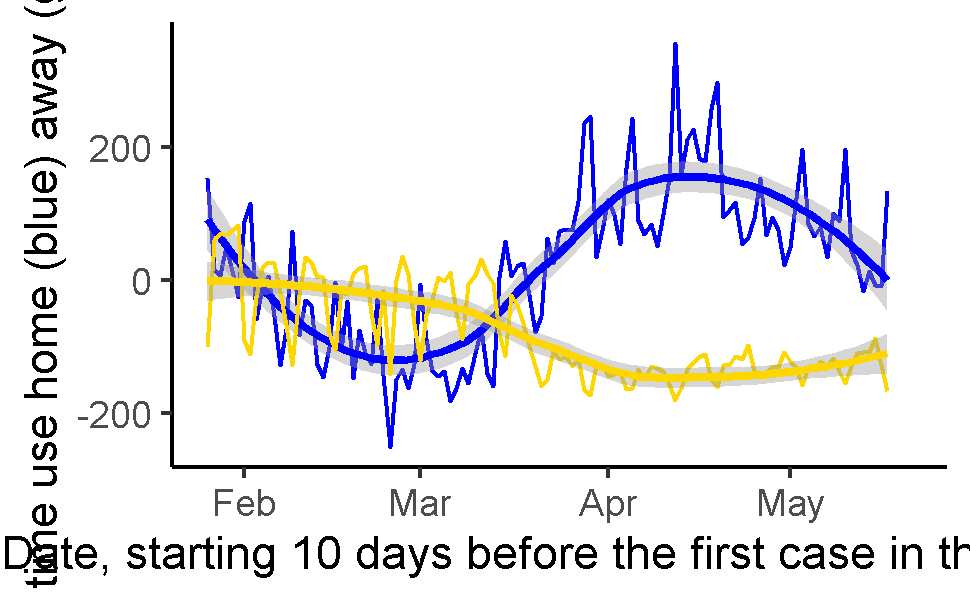 time use home (blue) away (
200
0
-200
Feb Mar Apr May
Date, starting 10 days before the first case in th